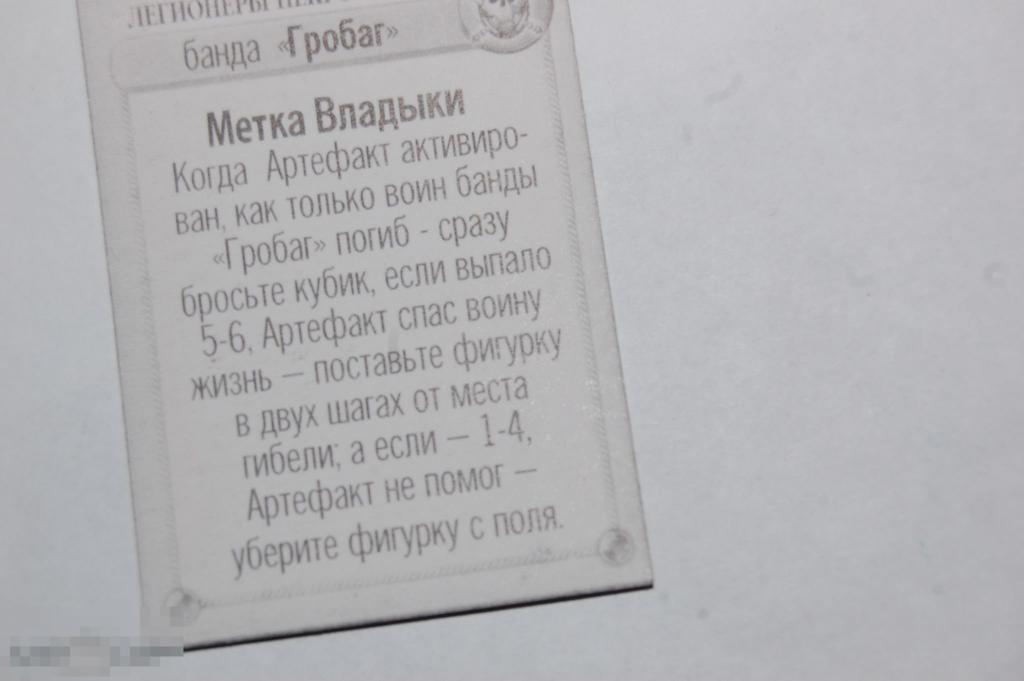 ЛЕГИОНЕРЫ
банда «Гробаг»
Метка Владыки
Когда Артефакт активиро-
ван, как только воин банды
«Гробаг» погиб - сразу
бросьте кубик, если выпало
5-6, Артефакт спас воину
жизнь – поставьте фигурку
в двух шагах от места
гибели; а если – 1-4,
Артефакт не помог –
уберите фигурку с поля.